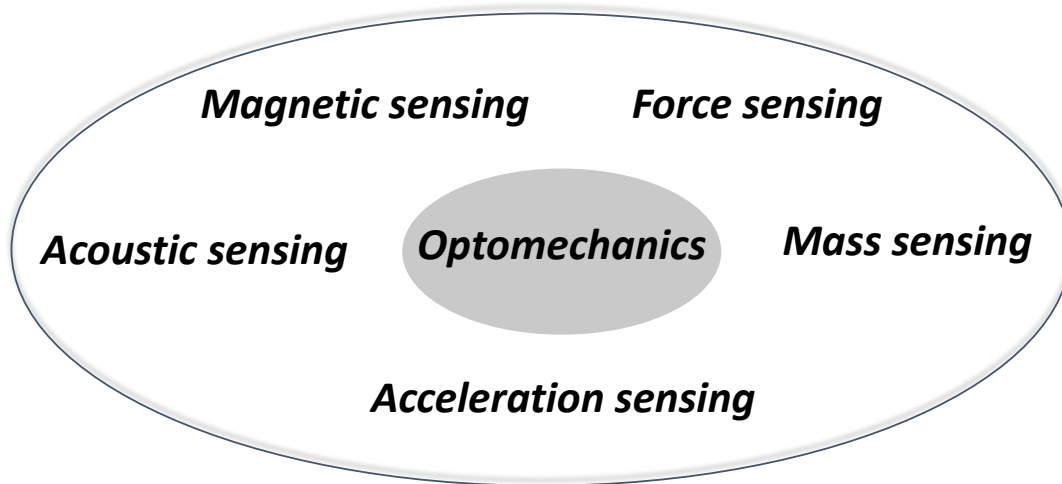 Magnetic sensing
Force sensing
Acoustic sensing
Optomechanics
Mass sensing
Acceleration sensing